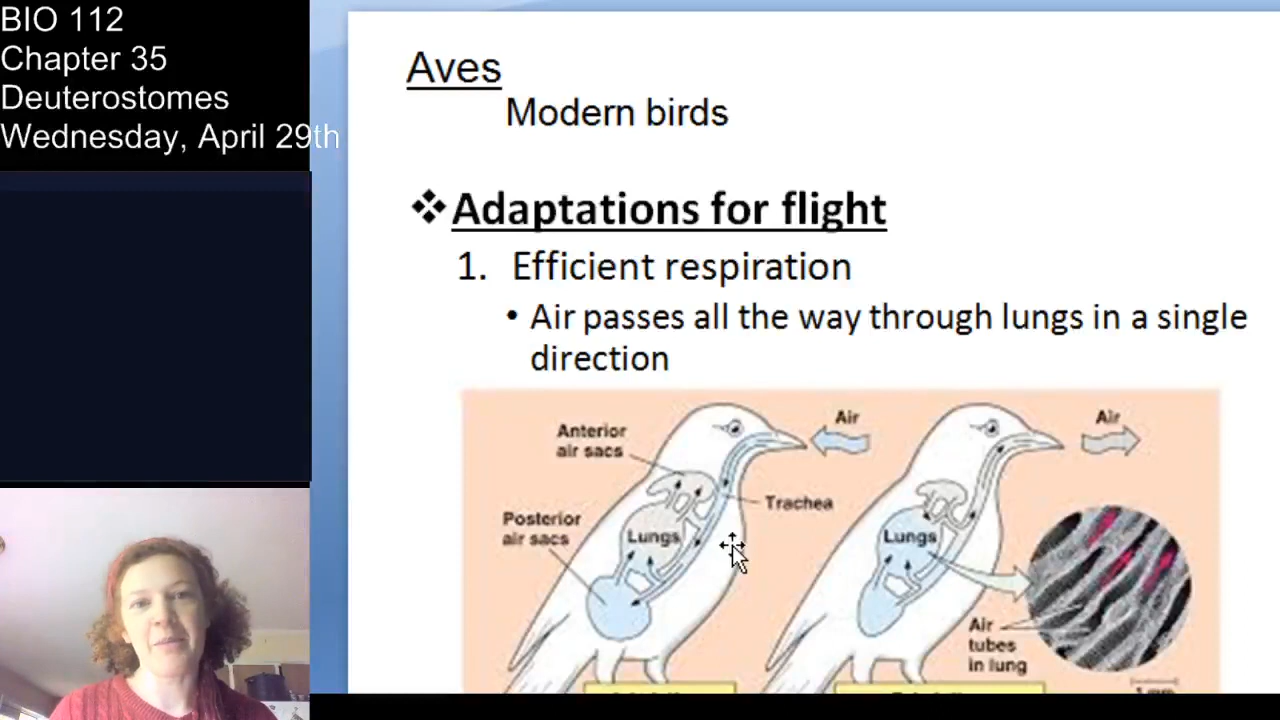 BIO 112
Chapter 35
Deuterostomes
Wednesday, April 29th
Aves
Modern birds
❖Adaptations for flight
1. Efficient respiration
• Air passes all the way through lungs in a single
direction
Anterior
air sacs
Air
Trachea
Posterior
air sacs
Lungs
Air
Lungs
Air
tubes
in lung